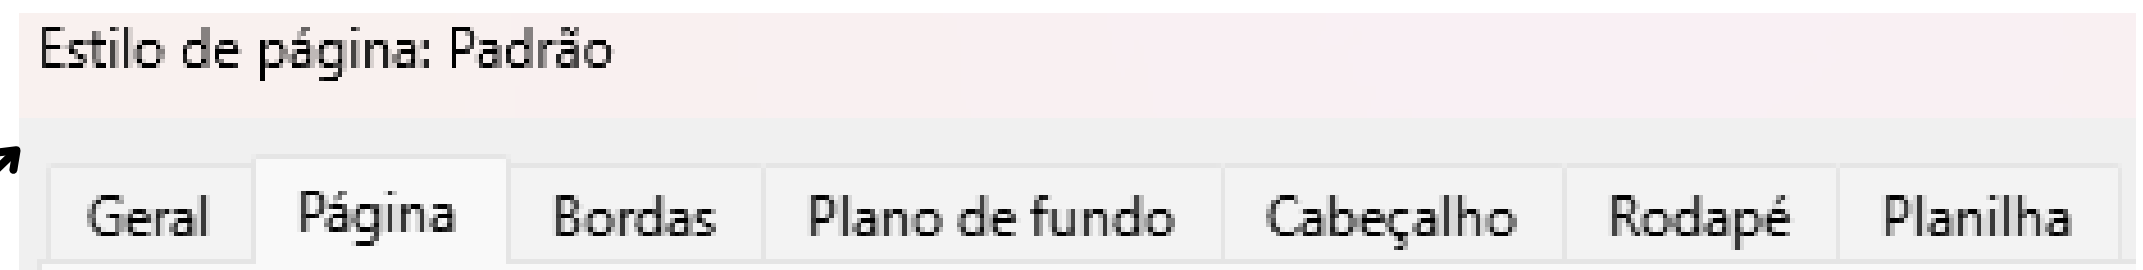 Estilo de página: Padrão
Geral Página Bordas Plano de fundo Cabeçalho Rodapé Planilha